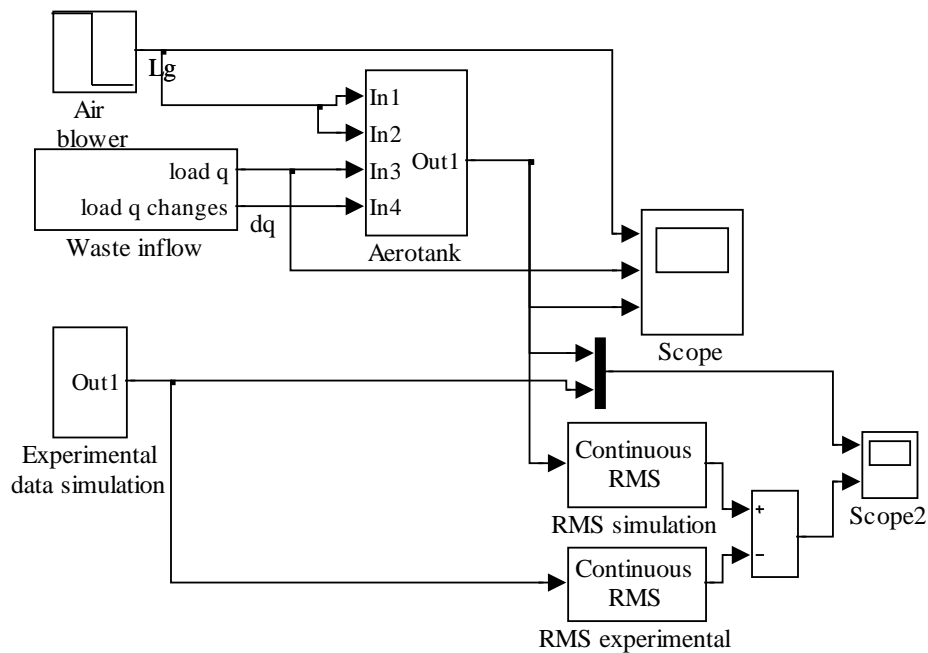 Lg
Air
blower
In1
In2
In3
In4
Out1
Aerotank
load q
load q changes
dq
Waste inflow
Scope
Out1
Experimental
data simulation
Continuous
RMS
RMS simulation
+
−
Scope2
Continuous
RMS
RMS experimental